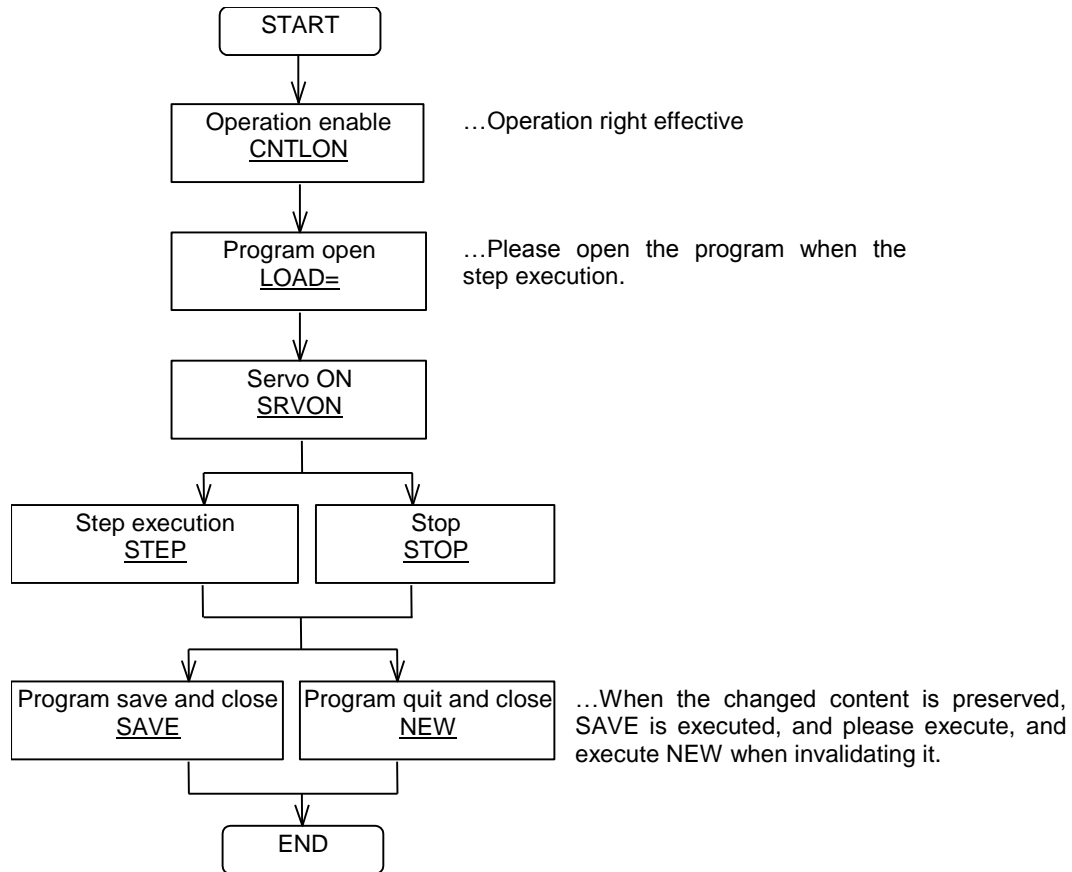 START
Operation enable
CNTLON
…Operation right effective
Program open
LOAD=
…Please open the program when the
step execution.
Servo ON
SRVON
Step execution
STEP
Stop
STOP
Program save and close
SAVE
Program quit and close
NEW
…When the changed content is preserved,
SAVE is executed, and please execute, and
execute NEW when invalidating it.
END